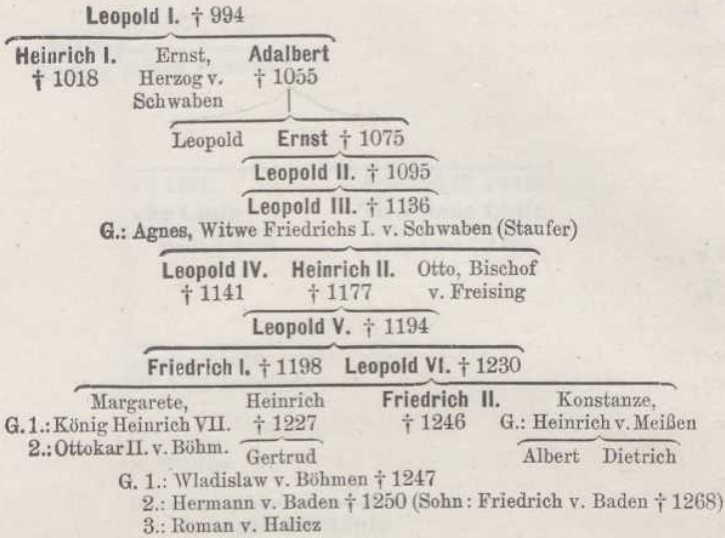 Leopold I. † 994
Heinrich I. Ernst, Adalbert
† 1018 Herzog v. † 1055
Schwaben
Leopold Ernst † 1075
Leopold II. † 1095
Leopold III. † 1136
G.: Agnes, Witwe Friedrichs I. v. Schwaben (Staufer)
Leopold IV. Heinrich II. Otto, Bischof
† 1141 † 1177 v. Freising
Leopold V. † 1194
Friedrich I. † 1198 Leopold VI. † 1230
Margarete, Heinrich Friedrich II. Konstanze,
G. 1.: König Heinrich VII. † 1227 † 1246 G.: Heinrich v. Meißen
2.: Ottokar II. v. Böhm. Gertrud Albert Dietrich
G. 1.: Wladislaw v. Böhmen † 1247
2.: Hermann v. Baden † 1250 (Sohn: Friedrich v. Baden † 1268)
3.: Roman v. Halicz